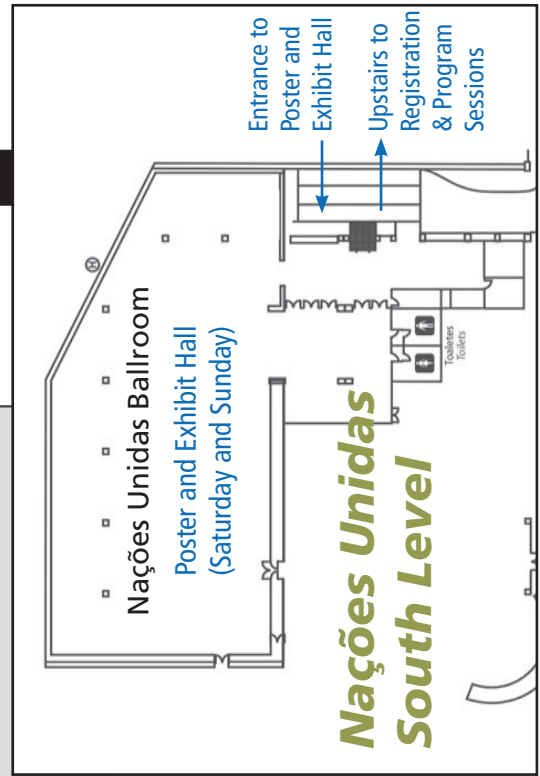 Nações Unidas Ballroom
Poster and Exhibit Hall
(Saturday and Sunday)
H
Entrance to
Poster and
Exhibit Hall
Upstairs to
Registration
& Program
Sessions
Toaletes
Toilets
Nações Unidas
South Level